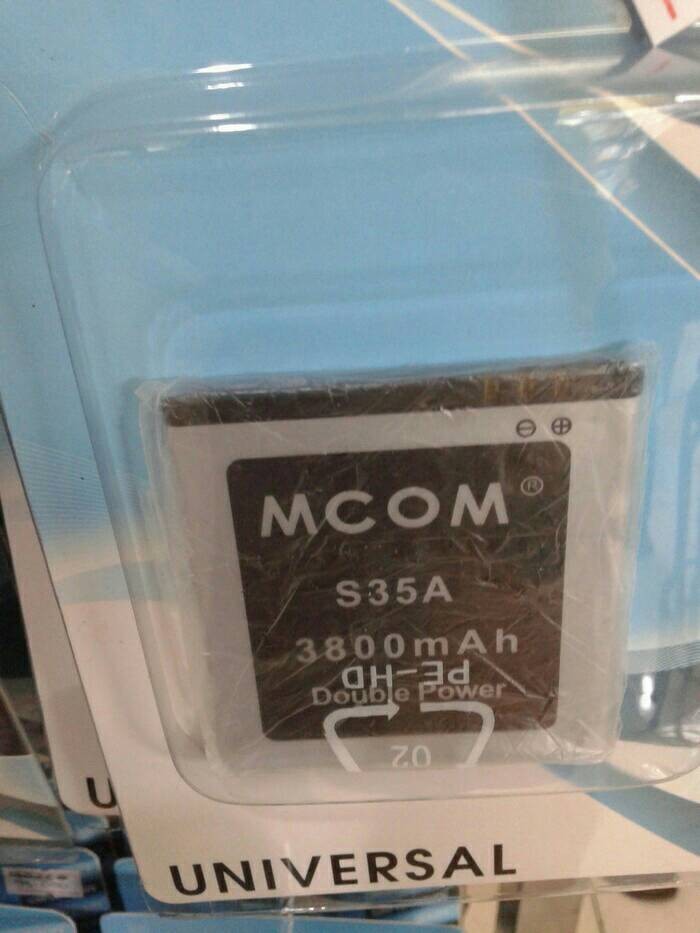 ⊖ ⊕
MCOM®
S35A
3800mAh
PE-HD
Double Power
02
U
UNIVERSAL